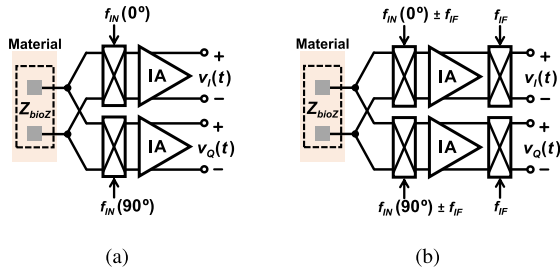 f_IN(0°)
Material
Z_bioZ
IA
+
v_I(t)
−
IA
+
v_Q(t)
−
f_IN(90°)
(a)
f_IN(0°) ± f_IF
f_IF
Material
Z_bioZ
IA
+
v_I(t)
−
IA
+
v_Q(t)
−
f_IN(90°) ± f_IF
f_IF
(b)